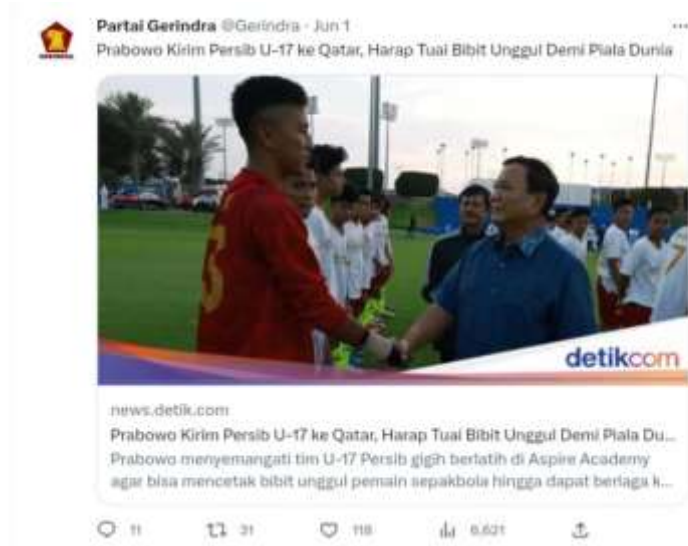 Partai Gerindra @Gerindra · Jun 1
GERINDRA
Prabowo Kirim Persib U-17 ke Qatar, Harap Tuai Bibit Unggul Demi Piala Dunia
detikcom
news.detik.com
Prabowo Kirim Persib U-17 ke Qatar, Harap Tuai Bibit Unggul Demi Piala Du...
Prabowo menyemangati tim U-17 Persib gigih berlatih di Aspire Academy
agar bisa mencetak bibit unggul pemain sepakbola hingga dapat berlaga k...
11 31 118 6,621